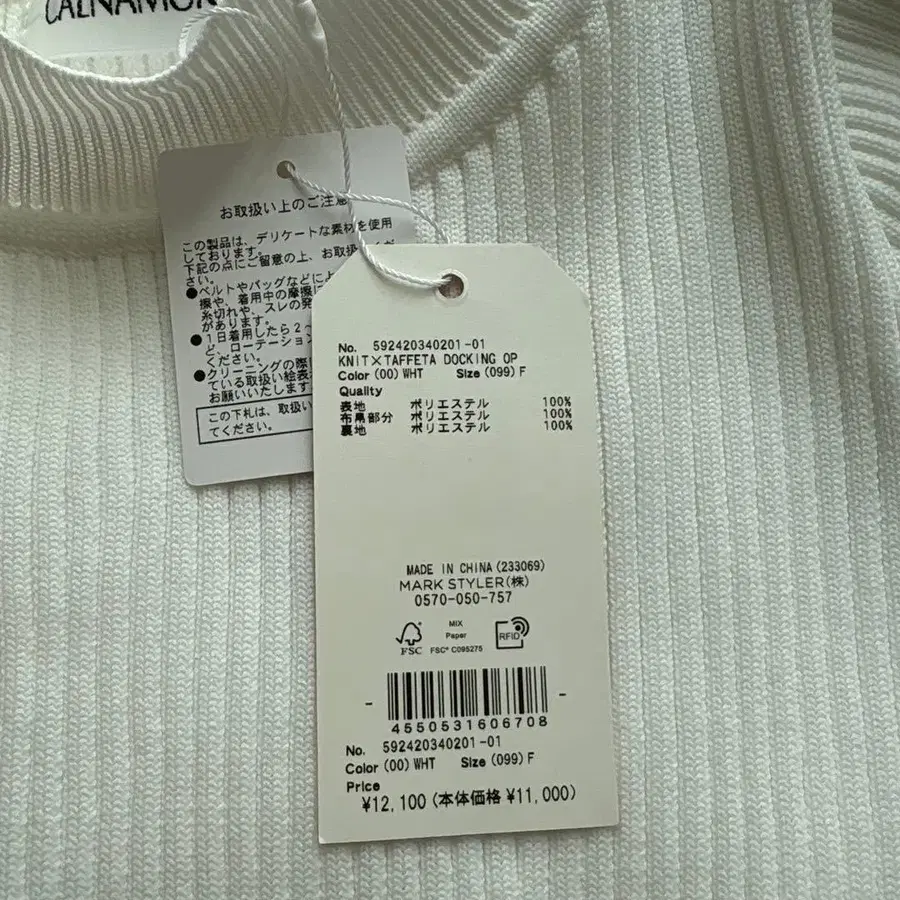 CALNAMUR
お取扱い上のご注意
この製品は、デリケートな素材を使用
しております。
下記の点にご留意の上、お取扱いくだ
さい。
●ベルトやバッグなどによ
擦や、着用中の摩擦に
糸切れや、スレの発
があります。
●1日着用したら2~
ど、ローテーション
ください。
●クリーニングの際
ている取扱い絵表
お願いいたします
この下札は、取扱い
てください。
No. 592420340201-01
KNIT×TAFFETA DOCKING OP
Color (00) WHT Size (099) F
Quality
表地 ポリエステル 100%
布帛部分 ポリエステル 100%
裏地 ポリエステル 100%
MADE IN CHINA (233069)
MARK STYLER(株)
0570-050-757
FSC
MIX
Paper
FSC® C095275
RFID
4550531606708
No. 592420340201-01
Color (00) WHT Size (099) F
Price
¥12,100 (本体価格 ¥11,000)